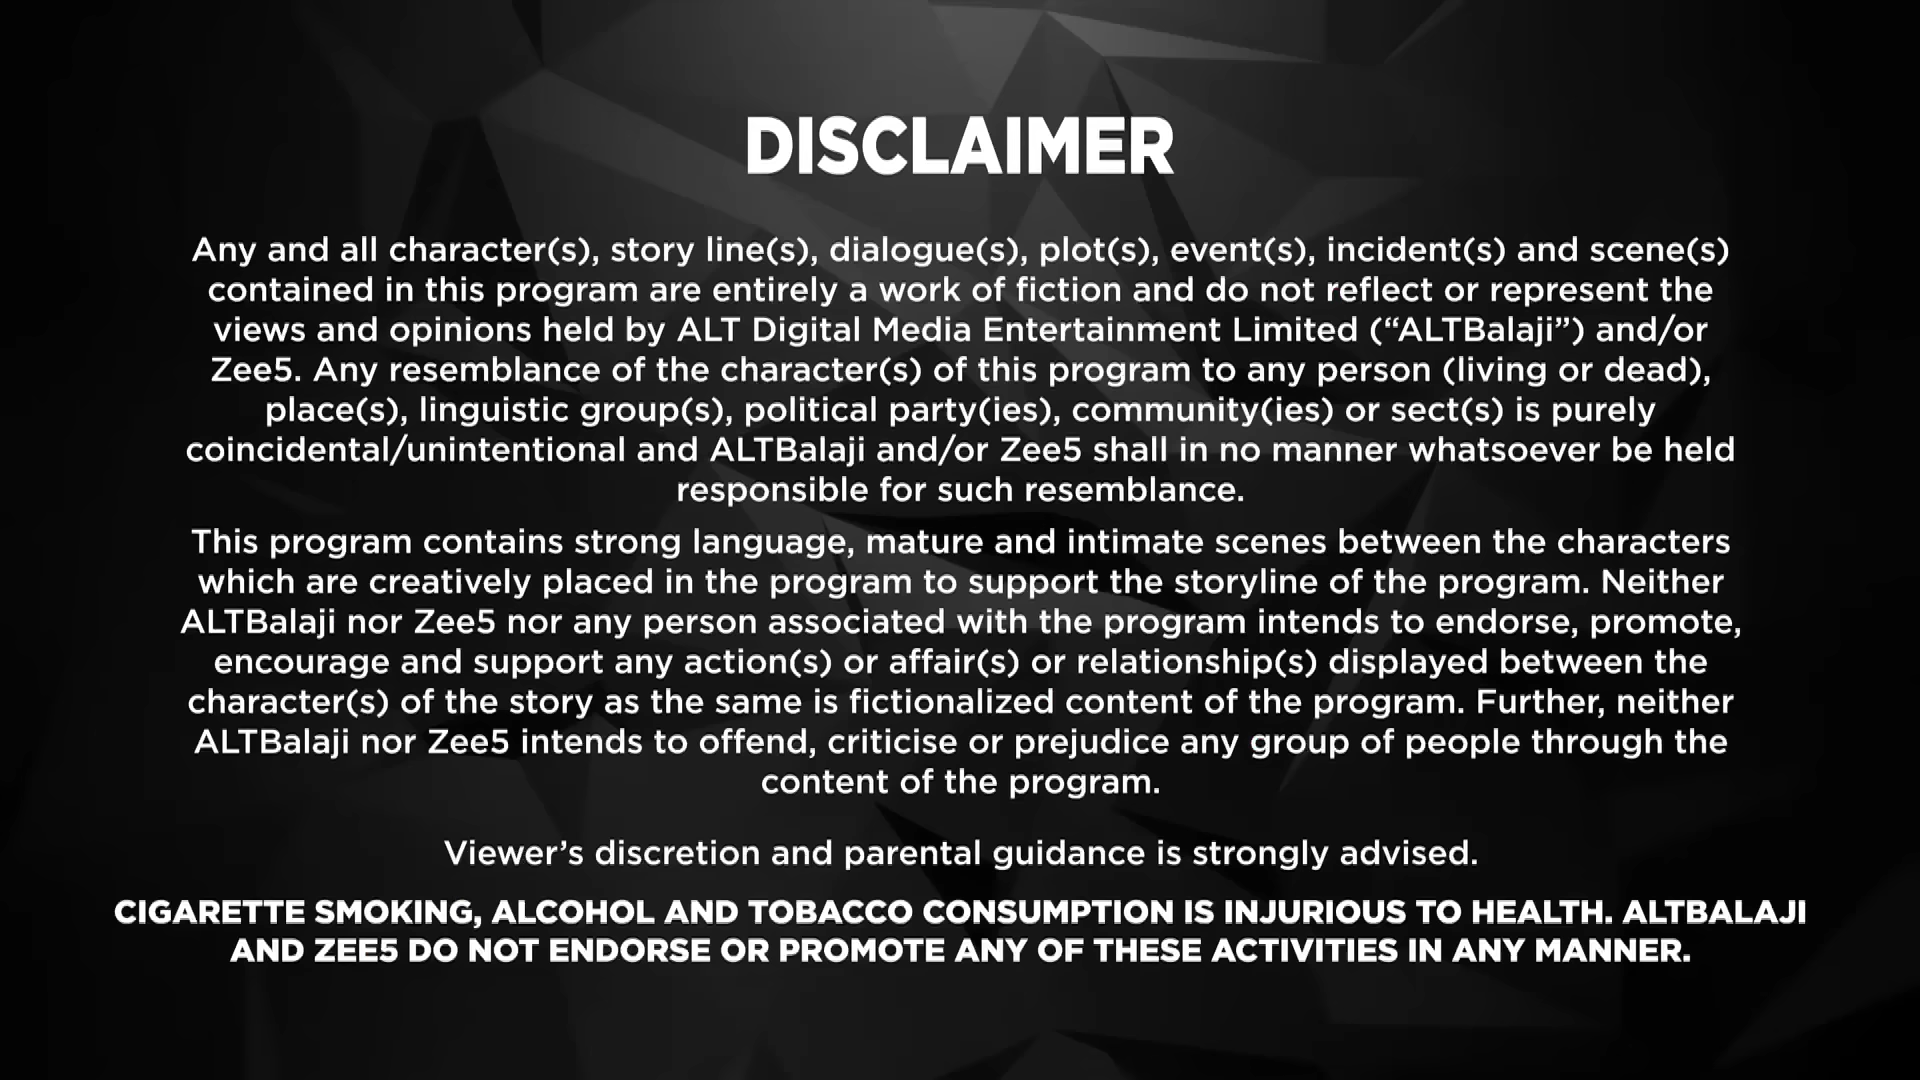 DISCLAIMER
Any and all character(s), story line(s), dialogue(s), plot(s), event(s), incident(s) and scene(s)
contained in this program are entirely a work of fiction and do not reflect or represent the
views and opinions held by ALT Digital Media Entertainment Limited (“ALTBalaji”) and/or
Zee5. Any resemblance of the character(s) of this program to any person (living or dead),
place(s), linguistic group(s), political party(ies), community(ies) or sect(s) is purely
coincidental/unintentional and ALTBalaji and/or Zee5 shall in no manner whatsoever be held
responsible for such resemblance.
This program contains strong language, mature and intimate scenes between the characters
which are creatively placed in the program to support the storyline of the program. Neither
ALTBalaji nor Zee5 nor any person associated with the program intends to endorse, promote,
encourage and support any action(s) or affair(s) or relationship(s) displayed between the
character(s) of the story as the same is fictionalized content of the program. Further, neither
ALTBalaji nor Zee5 intends to offend, criticise or prejudice any group of people through the
content of the program.
Viewer’s discretion and parental guidance is strongly advised.
CIGARETTE SMOKING, ALCOHOL AND TOBACCO CONSUMPTION IS INJURIOUS TO HEALTH. ALTBALAJI
AND ZEE5 DO NOT ENDORSE OR PROMOTE ANY OF THESE ACTIVITIES IN ANY MANNER.